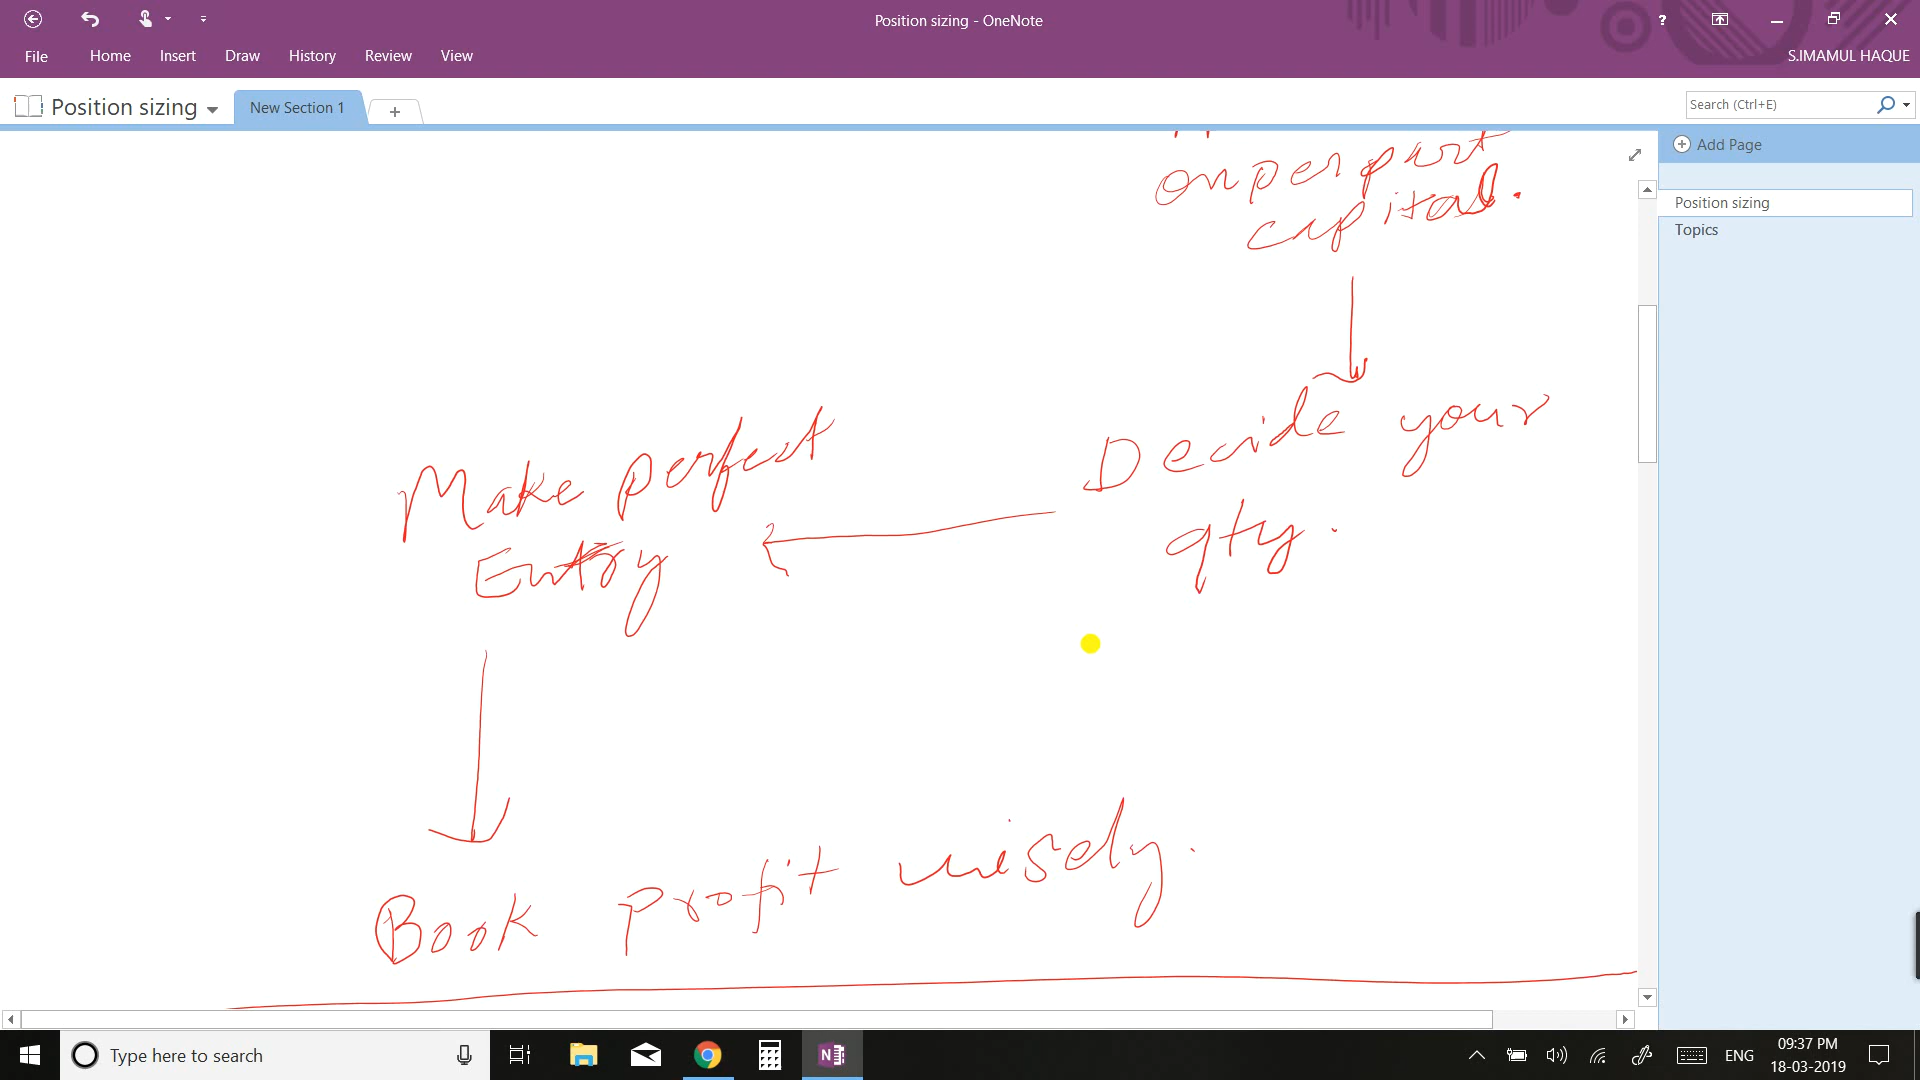 Position sizing - OneNote
?
File Home Insert Draw History Review View
S.IMAMUL HAQUE
Position sizing
New Section 1
+
Search (Ctrl+E)
Add Page
Position sizing
Topics
on per part
capital.
Decide your
qty.
Make perfect
Entry
Book profit wisely.
Type here to search
N
ENG
09:37 PM
18-03-2019